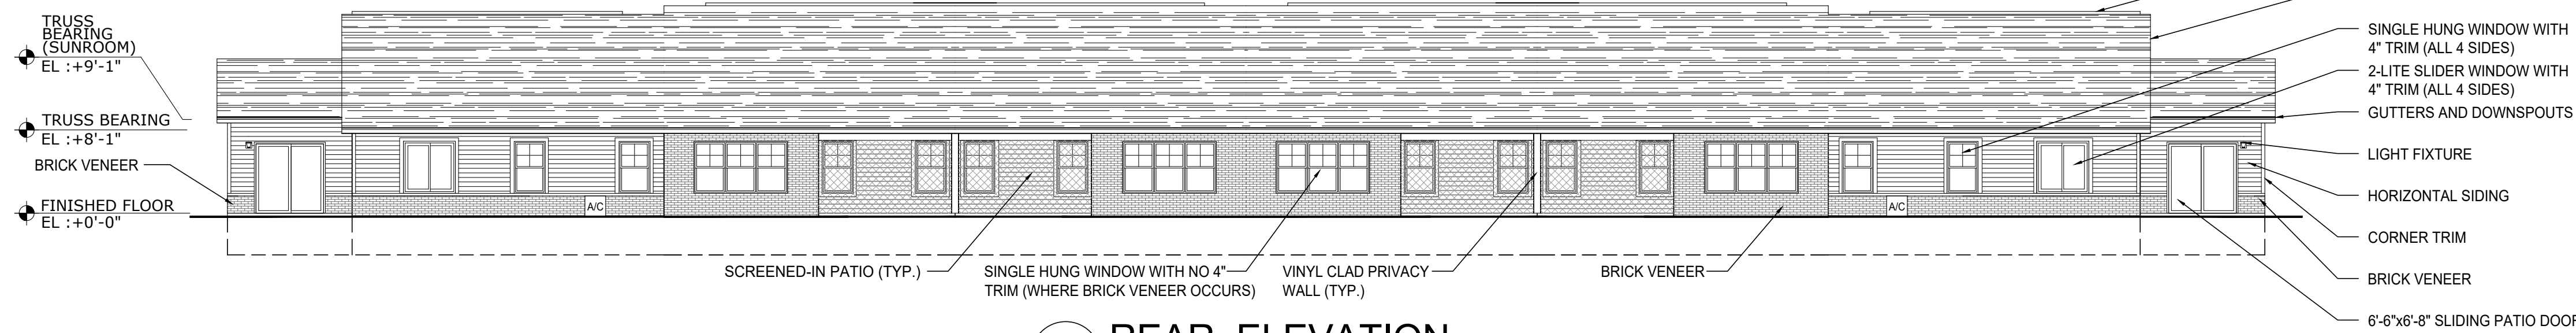 TRUSS
BEARING
(SUNROOM)
EL :+9'-1"
TRUSS BEARING
EL :+8'-1"
BRICK VENEER
FINISHED FLOOR
EL :+0'-0"
A/C
A/C
SINGLE HUNG WINDOW WITH
4" TRIM (ALL 4 SIDES)
2-LITE SLIDER WINDOW WITH
4" TRIM (ALL 4 SIDES)
GUTTERS AND DOWNSPOUTS
LIGHT FIXTURE
HORIZONTAL SIDING
CORNER TRIM
BRICK VENEER
6'-6"x6'-8" SLIDING PATIO DOOR
SCREENED-IN PATIO (TYP.)
SINGLE HUNG WINDOW WITH NO 4"
TRIM (WHERE BRICK VENEER OCCURS)
VINYL CLAD PRIVACY
WALL (TYP.)
BRICK VENEER
REAR ELEVATION